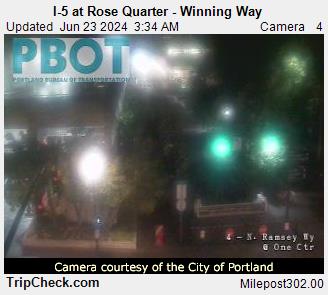 I-5 at Rose Quarter - Winning Way
Updated Jun 23 2024 3:34 AM Camera 4
PBOT
PORTLAND BUREAU OF TRANSPORTATION
4 - N. Ramsey Wy
@ One Ctr
Camera courtesy of the City of Portland
TripCheck.com Milepost302.00